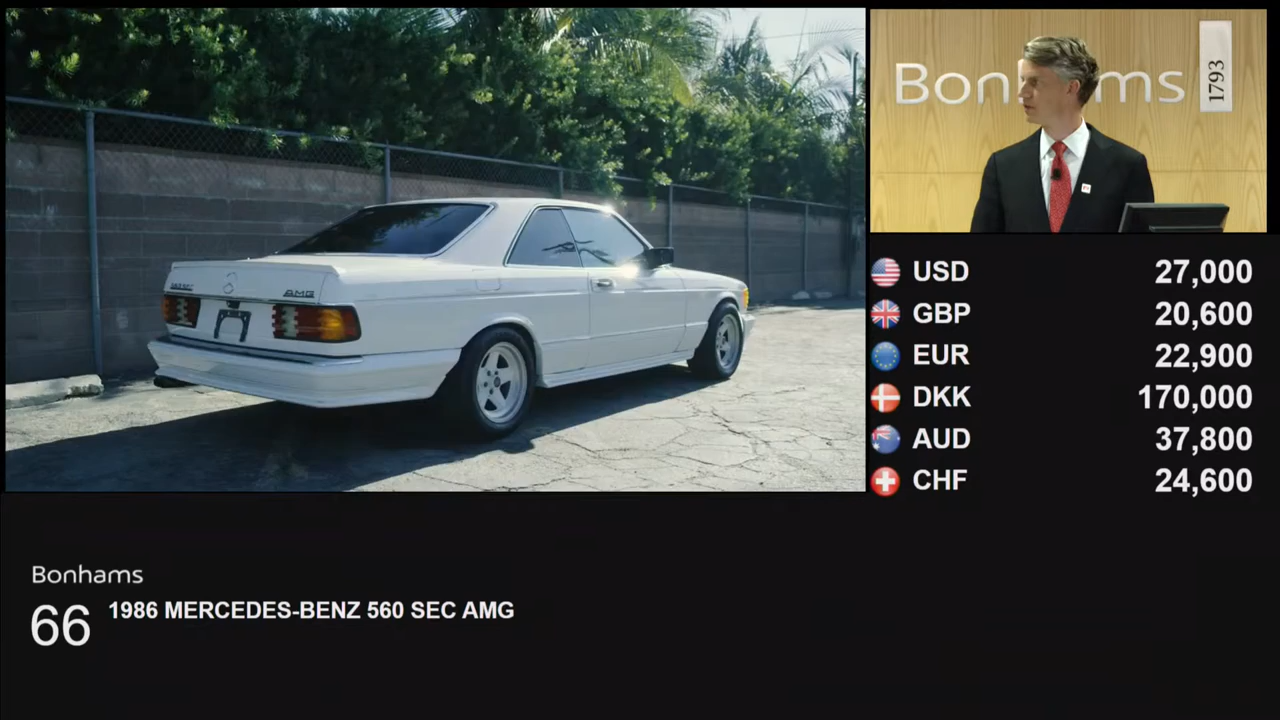 Bonhams
1793
AMG
USD 27,000
GBP 20,600
EUR 22,900
DKK 170,000
AUD 37,800
CHF 24,600
Bonhams
66 1986 MERCEDES-BENZ 560 SEC AMG